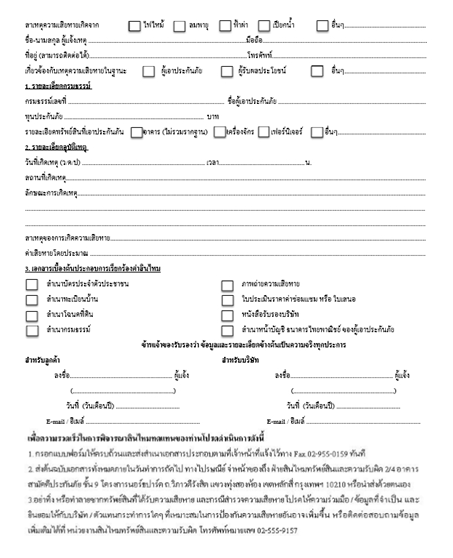 สาเหตุความเสียหายเกิดจาก ไฟไหม้ ลมพายุ ฟ้าผ่า เปียกน้ำ อื่นๆ
ชื่อ-นามสกุล ผู้แจ้งเหตุ มือถือ
ที่อยู่ (สามารถติดต่อได้) โทรศัพท์
เกี่ยวข้องกับเหตุความเสียหายในฐานะ ผู้เอาประกันภัย ผู้รับผลประโยชน์ อื่นๆ
1. รายละเอียดกรมธรรม์
กรมธรรม์เลขที่ ชื่อผู้เอาประกันภัย
ทุนประกันภัย บาท
รายละเอียดทรัพย์สินที่เอาประกันภัย อาคาร (ไม่รวมรากฐาน) เครื่องจักร เฟอร์นิเจอร์ อื่นๆ
2. รายละเอียดอุบัติเหตุ
วันที่เกิดเหตุ (ว/ด/ป) เวลา น.
สถานที่เกิดเหตุ
ลักษณะการเกิดเหตุ
สาเหตุของการเกิดความเสียหาย
ค่าเสียหายโดยประมาณ
3. เอกสารเบื้องต้นประกอบการเรียกร้องค่าสินไหม
สำเนาบัตรประจำตัวประชาชน ภาพถ่ายความเสียหาย
สำเนาทะเบียนบ้าน ใบประเมินราคาค่าซ่อมแซม หรือ ใบเสนอ
สำเนาโฉนดที่ดิน หนังสือรับรองบริษัท
สำเนากรมธรรม์ สำเนาหน้าบัญชี ธนาคารไทยพาณิชย์ ของผู้เอาประกันภัย
ข้าพเจ้าขอรับรองว่า ข้อมูลและรายละเอียดข้างต้นเป็นความจริงทุกประการ
สำหรับลูกค้า สำหรับบริษัท
ลงชื่อ ผู้แจ้ง ลงชื่อ ผู้แจ้ง
( ) ( )
วันที่ (วัน/เดือน/ปี) วันที่ (วัน/เดือน/ปี)
E-mail / อีเมล์ E-mail / อีเมล์
เพื่อความรวดเร็วในการพิจารณาสินไหมทดแทนของท่านโปรดดำเนินการดังนี้
1. กรอกแบบฟอร์มให้ครบถ้วนและส่งสำเนาเอกสารประกอบตามที่เจ้าหน้าที่แจ้งไว้ทาง Fax. 02-955-0159 ทันที
2. ส่งต้นฉบับเอกสารทั้งหมดภายในวันทำการถัดไป ทางไปรษณีย์ จ่าหน้าซองถึง ฝ่ายสินไหมทรัพย์สินและความรับผิด 2/4 อาคาร
สามัคคีประกันภัย ชั้น 9 โครงการนอร์ธปาร์ค ถ.วิภาวดีรังสิต แขวงทุ่งสองห้อง เขตหลักสี่ กรุงเทพฯ 10210 หรือนำส่งด้วยตนเอง
3.อย่าทิ้ง หรือทำลายซากทรัพย์สินที่ได้รับความเสียหาย และกรณีสำรวจความเสียหาย โปรดให้ความร่วมมือ / ข้อมูลที่จำเป็น และ
ยินยอมให้กับบริษัท / ตัวแทนกระทำการใดๆ ที่เหมาะสมในการป้องกันความเสียหายอันอาจเพิ่มขึ้น หรือติดต่อสอบถามข้อมูล
เพิ่มเติมได้ที่ หน่วยงานสินไหมทรัพย์สินและความรับผิด โทรศัพท์หมายเลข 02-555-9157